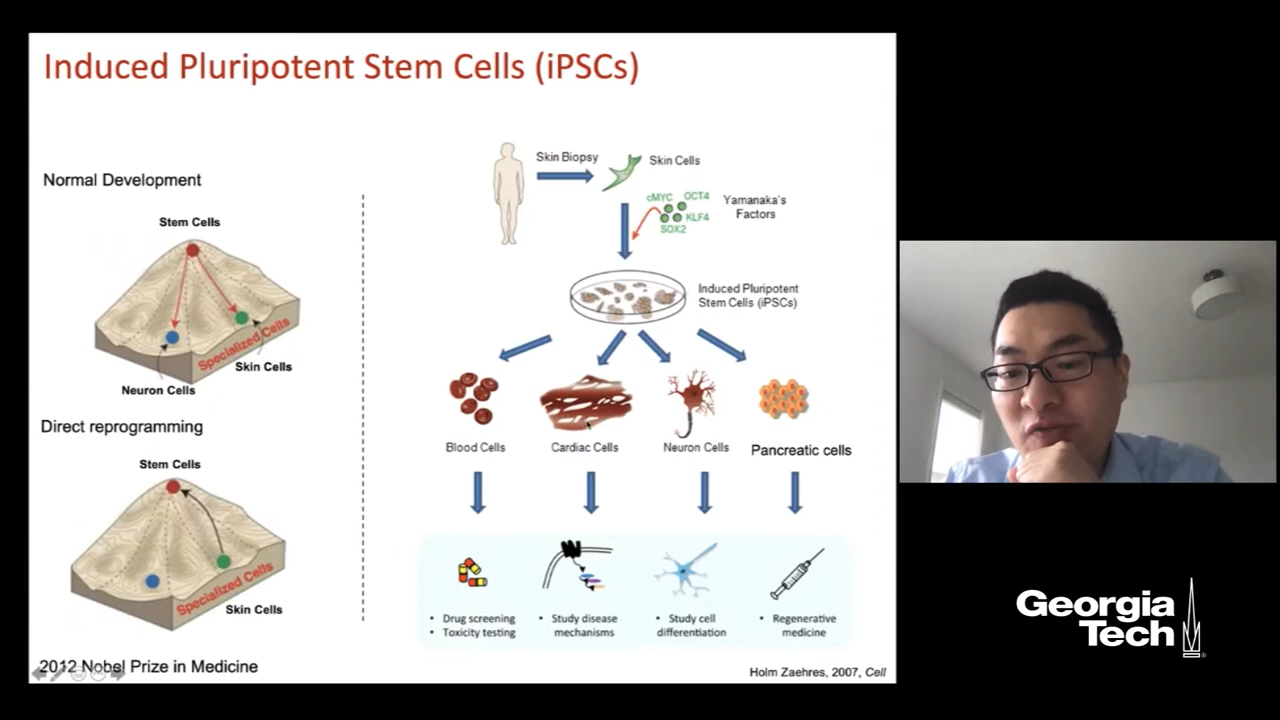 Induced Pluripotent Stem Cells (iPSCs)
Normal Development
Stem Cells
Specialized Cells
Skin Cells
Neuron Cells
Direct reprogramming
Stem Cells
Specialized Cells
Skin Cells
2012 Nobel Prize in Medicine
Skin Biopsy
Skin Cells
cMYC
OCT4
KLF4
SOX2
Yamanaka's
Factors
Induced Pluripotent
Stem Cells (iPSCs)
Blood Cells
Cardiac Cells
Neuron Cells
Pancreatic cells
• Drug screening
• Toxicity testing
• Study disease
mechanisms
• Study cell
differentiation
• Regenerative
medicine
Holm Zaehres, 2007, Cell
Georgia
Tech